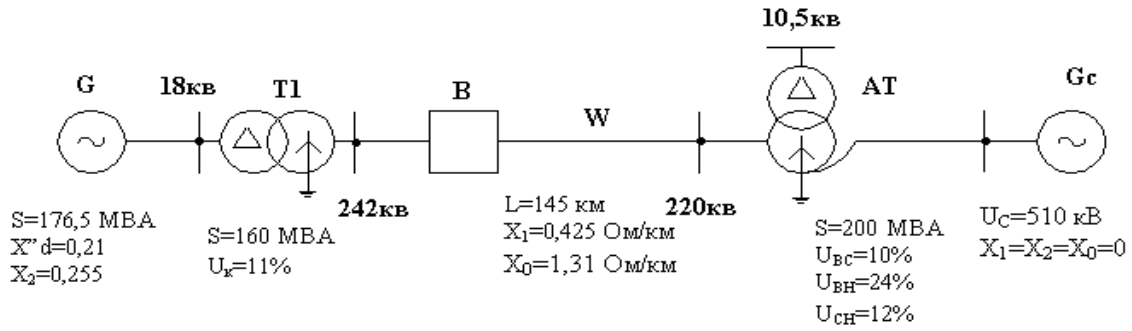 10,5кв
G
18кв
T1
B
W
AT
Gc
242кв
220кв
S=176,5 МВА
X”d=0,21
X2=0,255
S=160 МВА
Uк=11%
L=145 км
X1=0,425 Ом/км
X0=1,31 Ом/км
S=200 МВА
UВС=10%
UВН=24%
UСН=12%
UС=510 кВ
X1=X2=X0=0